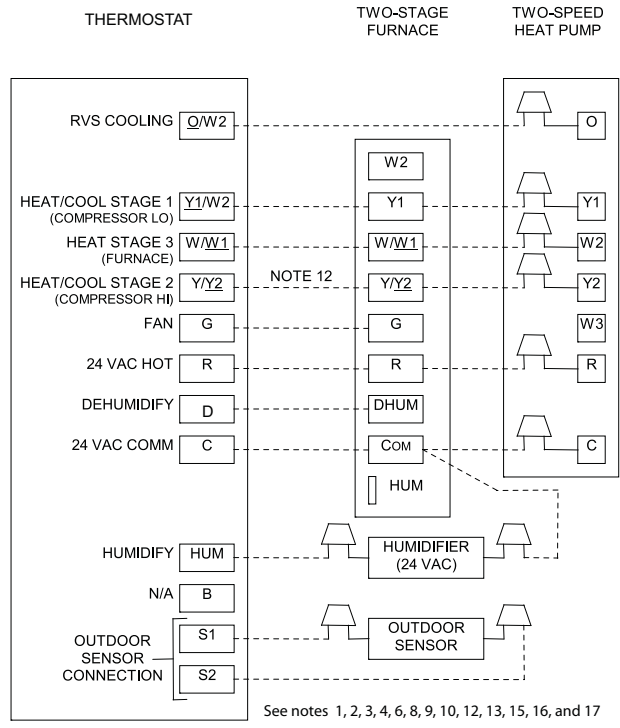 THERMOSTAT
TWO-STAGE
FURNACE
TWO-SPEED
HEAT PUMP
RVS COOLING O/W2 O
W2
HEAT/COOL STAGE 1 Y1/W2 Y1 Y1
(COMPRESSOR LO)
HEAT STAGE 3 W/W1 W/W1 W2
(FURNACE)
HEAT/COOL STAGE 2 Y/Y2 NOTE 12 Y/Y2 Y2
(COMPRESSOR HI)
FAN G G W3
24 VAC HOT R R R
DEHUMIDIFY D DHUM
24 VAC COMM C COM C
HUM
HUMIDIFY HUM HUMIDIFIER
(24 VAC)
N/A B
OUTDOOR
SENSOR
CONNECTION
S1
S2
OUTDOOR
SENSOR
See notes 1, 2, 3, 4, 6, 8, 9, 10, 12, 13, 15, 16, and 17